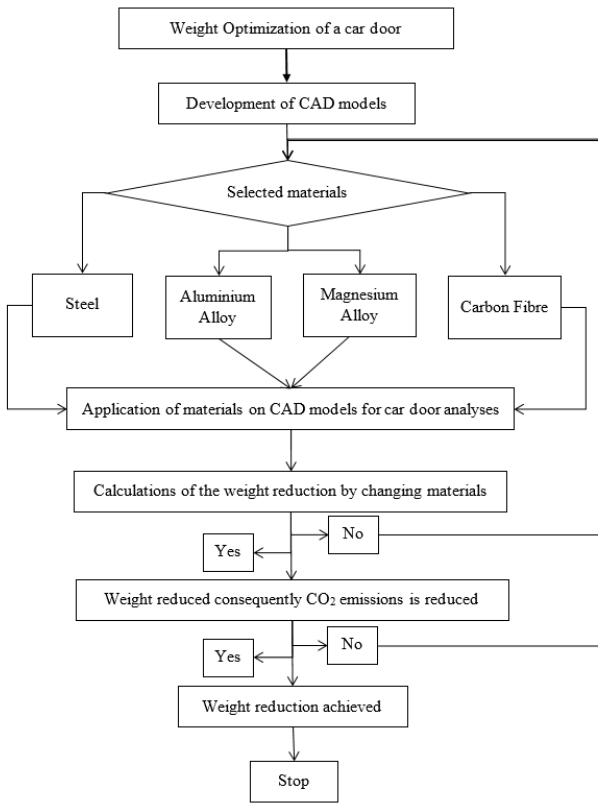 Weight Optimization of a car door
Development of CAD models
Selected materials
Steel
Aluminium
Alloy
Magnesium
Alloy
Carbon Fibre
Application of materials on CAD models for car door analyses
Calculations of the weight reduction by changing materials
No
Yes
Weight reduced consequently CO₂ emissions is reduced
No
Yes
Weight reduction achieved
Stop